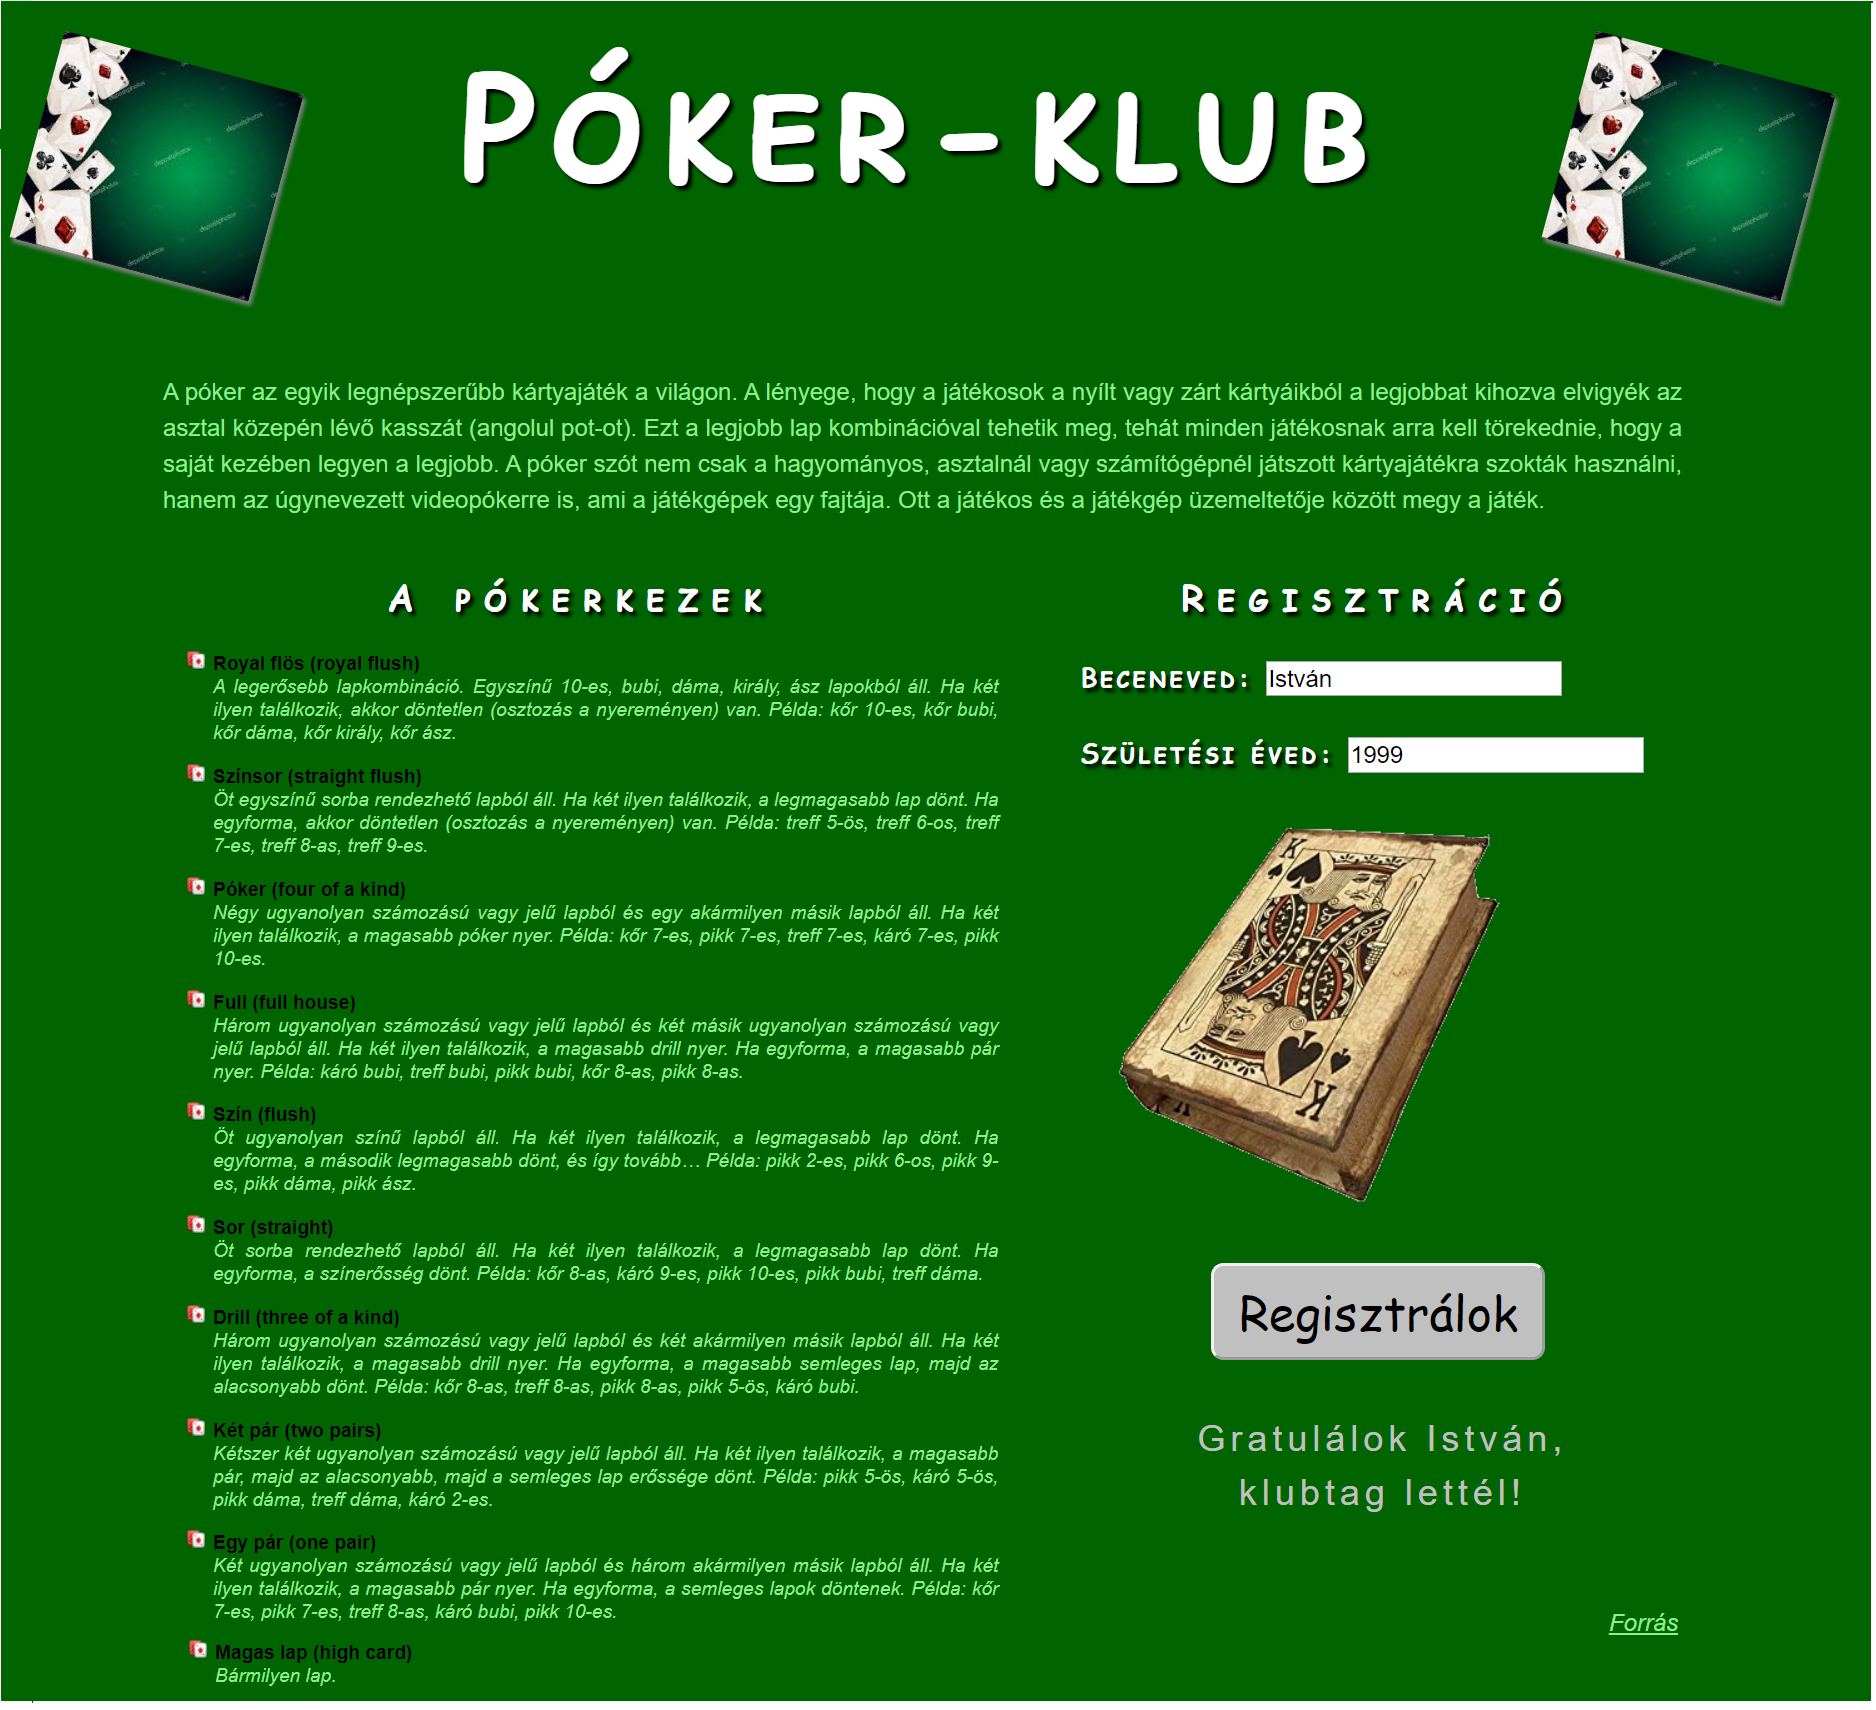 Póker-klub
A póker az egyik legnépszerűbb kártyajáték a világon. A lényege, hogy a játékosok a nyílt vagy zárt kártyáikból a legjobbat kihozva elvigyék az
asztal közepén lévő kasszát (angolul pot-ot). Ezt a legjobb lap kombinációval tehetik meg, tehát minden játékosnak arra kell törekednie, hogy a
saját kezében legyen a legjobb. A póker szót nem csak a hagyományos, asztalnál vagy számítógépnél játszott kártyajátékra szokták használni,
hanem az úgynevezett videopókerre is, ami a játékgépek egy fajtája. Ott a játékos és a játékgép üzemeltetője között megy a játék.
A pókerkezek
Royal flös (royal flush)
A legerősebb lapkombináció. Egyszínű 10-es, bubi, dáma, király, ász lapokból áll. Ha két
ilyen találkozik, akkor döntetlen (osztozás a nyereményen) van. Példa: kőr 10-es, kőr bubi,
kőr dáma, kőr király, kőr ász.
Színsor (straight flush)
Öt egyszínű sorba rendezhető lapból áll. Ha két ilyen találkozik, a legmagasabb lap dönt. Ha
egyforma, akkor döntetlen (osztozás a nyereményen) van. Példa: treff 5-ös, treff 6-os, treff
7-es, treff 8-as, treff 9-es.
Póker (four of a kind)
Négy ugyanolyan számozású vagy jelű lapból és egy akármilyen másik lapból áll. Ha két
ilyen találkozik, a magasabb póker nyer. Példa: kőr 7-es, pikk 7-es, treff 7-es, káró 7-es, pikk
10-es.
Full (full house)
Három ugyanolyan számozású vagy jelű lapból és két másik ugyanolyan számozású vagy
jelű lapból áll. Ha két ilyen találkozik, a magasabb drill nyer. Ha egyforma, a magasabb pár
nyer. Példa: káró bubi, treff bubi, pikk bubi, kőr 8-as, pikk 8-as.
Szín (flush)
Öt ugyanolyan színű lapból áll. Ha két ilyen találkozik, a legmagasabb lap dönt. Ha
egyforma, a második legmagasabb dönt, és így tovább… Példa: pikk 2-es, pikk 6-os, pikk 9-
es, pikk dáma, pikk ász.
Sor (straight)
Öt sorba rendezhető lapból áll. Ha két ilyen találkozik, a legmagasabb lap dönt. Ha
egyforma, a színerősség dönt. Példa: kőr 8-as, káró 9-es, pikk 10-es, pikk bubi, treff dáma.
Drill (three of a kind)
Három ugyanolyan számozású vagy jelű lapból és két akármilyen másik lapból áll. Ha két
ilyen találkozik, a magasabb drill nyer. Ha egyforma, a magasabb semleges lap, majd az
alacsonyabb dönt. Példa: kőr 8-as, treff 8-as, pikk 8-as, pikk 5-ös, káró bubi.
Két pár (two pairs)
Kétszer két ugyanolyan számozású vagy jelű lapból áll. Ha két ilyen találkozik, a magasabb
pár, majd az alacsonyabb, majd a semleges lap erőssége dönt. Példa: pikk 5-ös, káró 5-ös,
pikk dáma, treff dáma, káró 2-es.
Egy pár (one pair)
Két ugyanolyan számozású vagy jelű lapból és három akármilyen másik lapból áll. Ha két
ilyen találkozik, a magasabb pár nyer. Ha egyforma, a semleges lapok döntenek. Példa: kőr
7-es, pikk 7-es, treff 8-as, káró bubi, pikk 10-es.
Magas lap (high card)
Bármilyen lap.
Regisztráció
Beceneved: István
Születési éved: 1999
K
K
Regisztrálok
Gratulálok István,
klubtag lettél!
Forrás